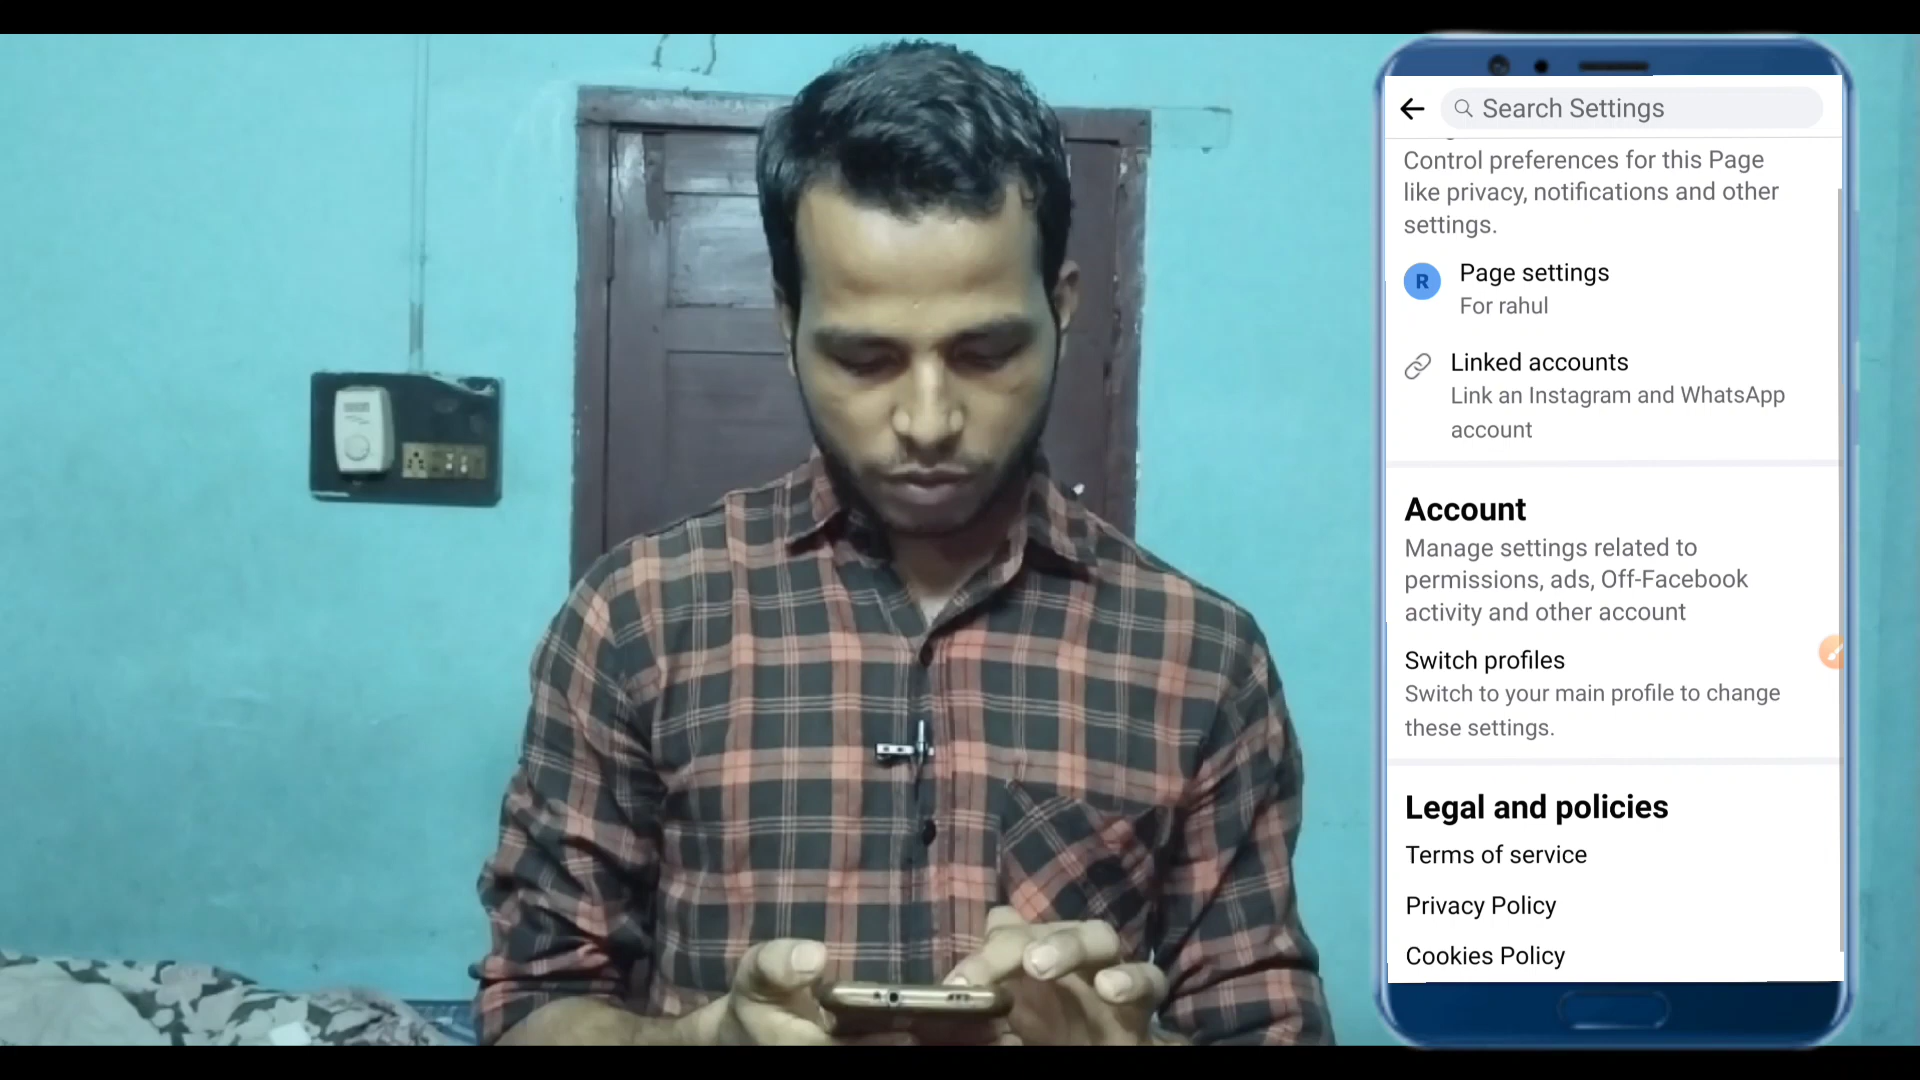 Search Settings
Control preferences for this Page
like privacy, notifications and other
settings.
R
Page settings
For rahul
Linked accounts
Link an Instagram and WhatsApp
account
Account
Manage settings related to
permissions, ads, Off-Facebook
activity and other account
Switch profiles
Switch to your main profile to change
these settings.
Legal and policies
Terms of service
Privacy Policy
Cookies Policy